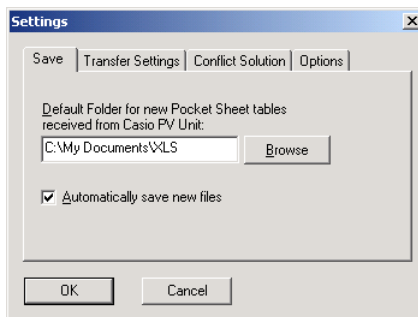 Settings
Save Transfer Settings Conflict Solution Options
Default Folder for new Pocket Sheet tables
received from Casio PV Unit:
C:\My Documents\XLS Browse
Automatically save new files
OK Cancel